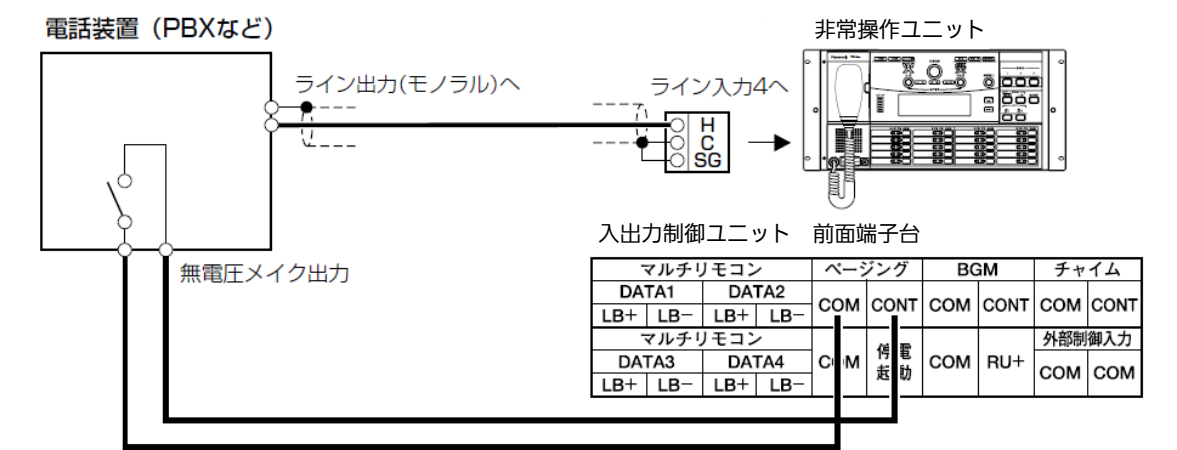 電話装置（PBXなど）
非常操作ユニット
ライン出力(モノラル)へ
ライン入力4へ
H
C
SG
無電圧メイク出力
入出力制御ユニット 前面端子台
マルチリモコン ページング BGM チャイム
DATA1 DATA2 COM CONT COM CONT COM CONT
LB+ LB− LB+ LB−
マルチリモコン COM 停電起動 COM RU+ 外部制御入力
DATA3 DATA4 COM COM
LB+ LB− LB+ LB−